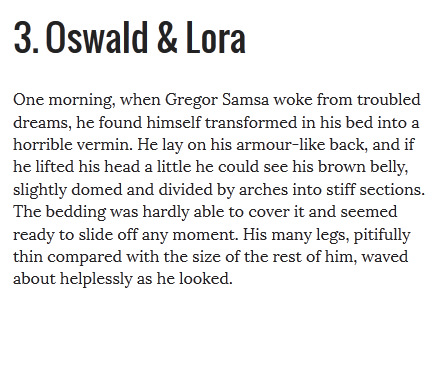 3. Oswald & Lora
One morning, when Gregor Samsa woke from troubled
dreams, he found himself transformed in his bed into a
horrible vermin. He lay on his armour-like back, and if
he lifted his head a little he could see his brown belly,
slightly domed and divided by arches into stiff sections.
The bedding was hardly able to cover it and seemed
ready to slide off any moment. His many legs, pitifully
thin compared with the size of the rest of him, waved
about helplessly as he looked.